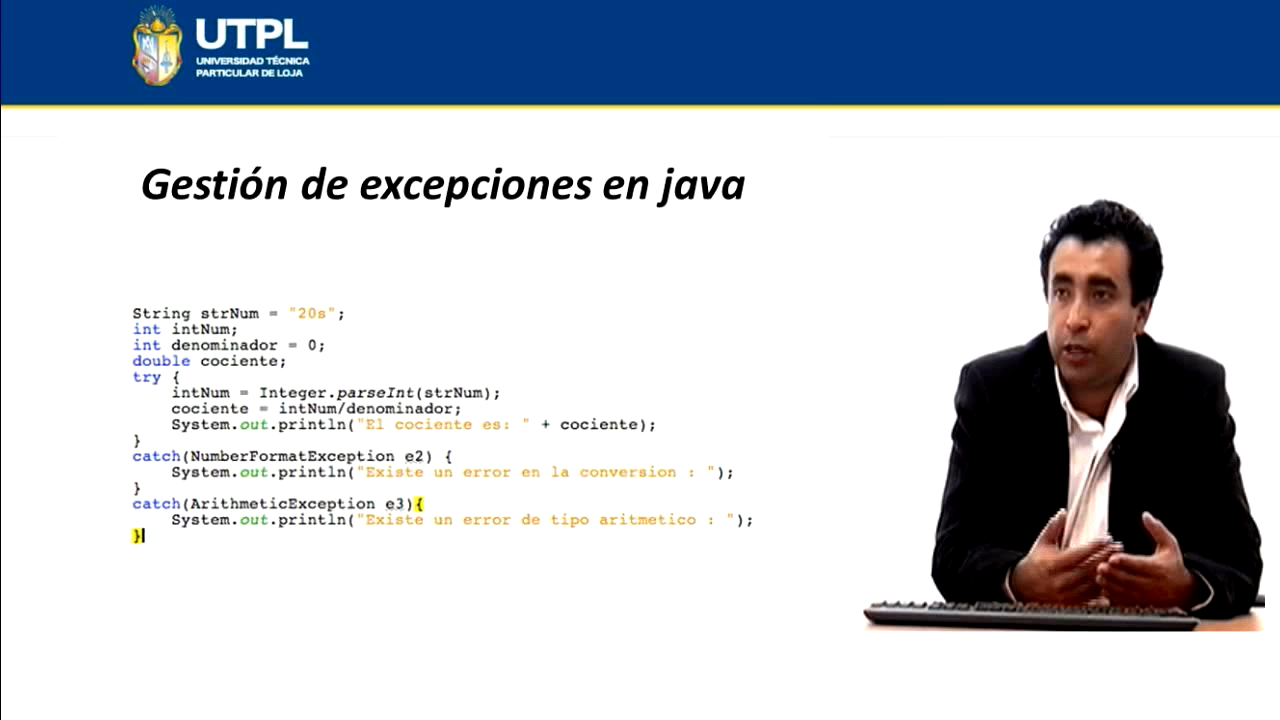 UTPL
UNIVERSIDAD TÉCNICA
PARTICULAR DE LOJA
Gestión de excepciones en java
String strNum = "20s";
int intNum;
int denominador = 0;
double cociente;
try {
    intNum = Integer.parseInt(strNum);
    cociente = intNum/denominador;
    System.out.println("El cociente es: " + cociente);
}
catch(NumberFormatException e2) {
    System.out.println("Existe un error en la conversion : ");
}
catch(ArithmeticException e3){
    System.out.println("Existe un error de tipo aritmetico : ");
}